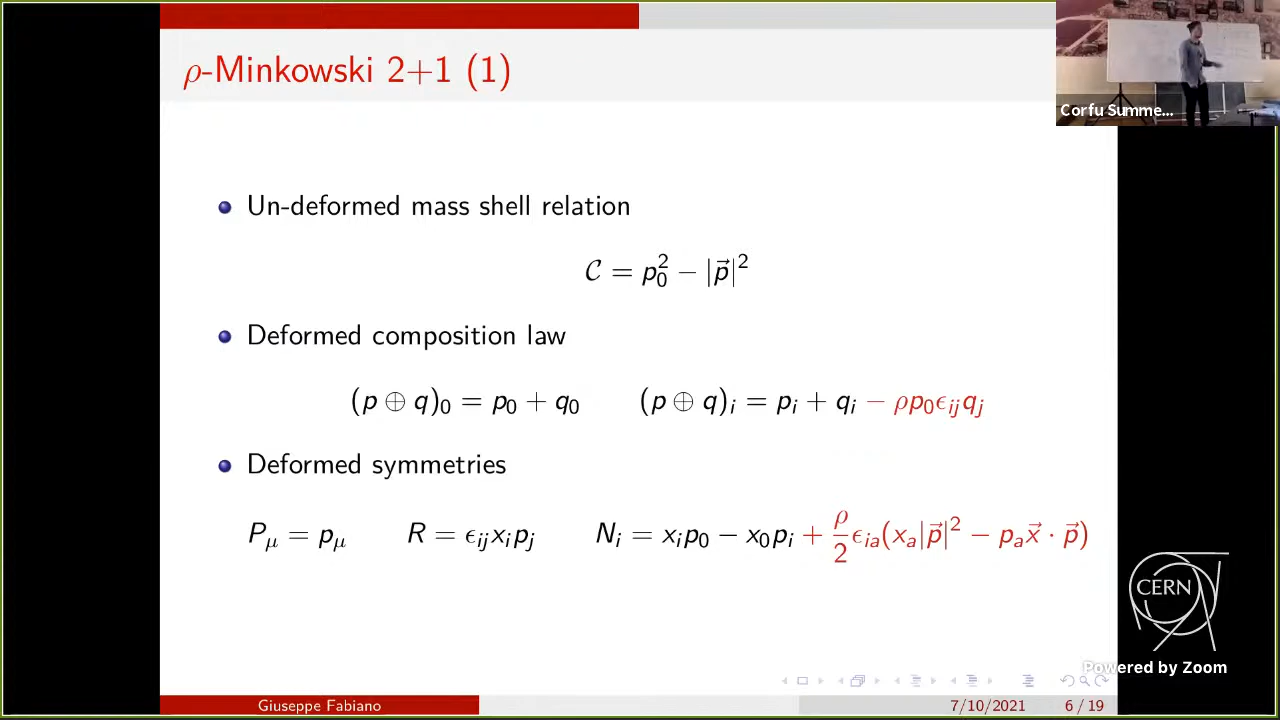 ρ-Minkowski 2+1 (1)
Corfu Summe...
Un-deformed mass shell relation
𝒞 = p₀² − |p⃗|²
Deformed composition law
(p ⊕ q)₀ = p₀ + q₀ (p ⊕ q)ᵢ = pᵢ + qᵢ − ρp₀ϵᵢⱼqⱼ
Deformed symmetries
P_μ = p_μ R = ϵᵢⱼxᵢpⱼ Nᵢ = xᵢp₀ − x₀pᵢ + ρ/2 ϵᵢₐ(xₐ|p⃗|² − pₐx⃗ · p⃗)
CERN
Powered by Zoom
Giuseppe Fabiano 7/10/2021 6 / 19